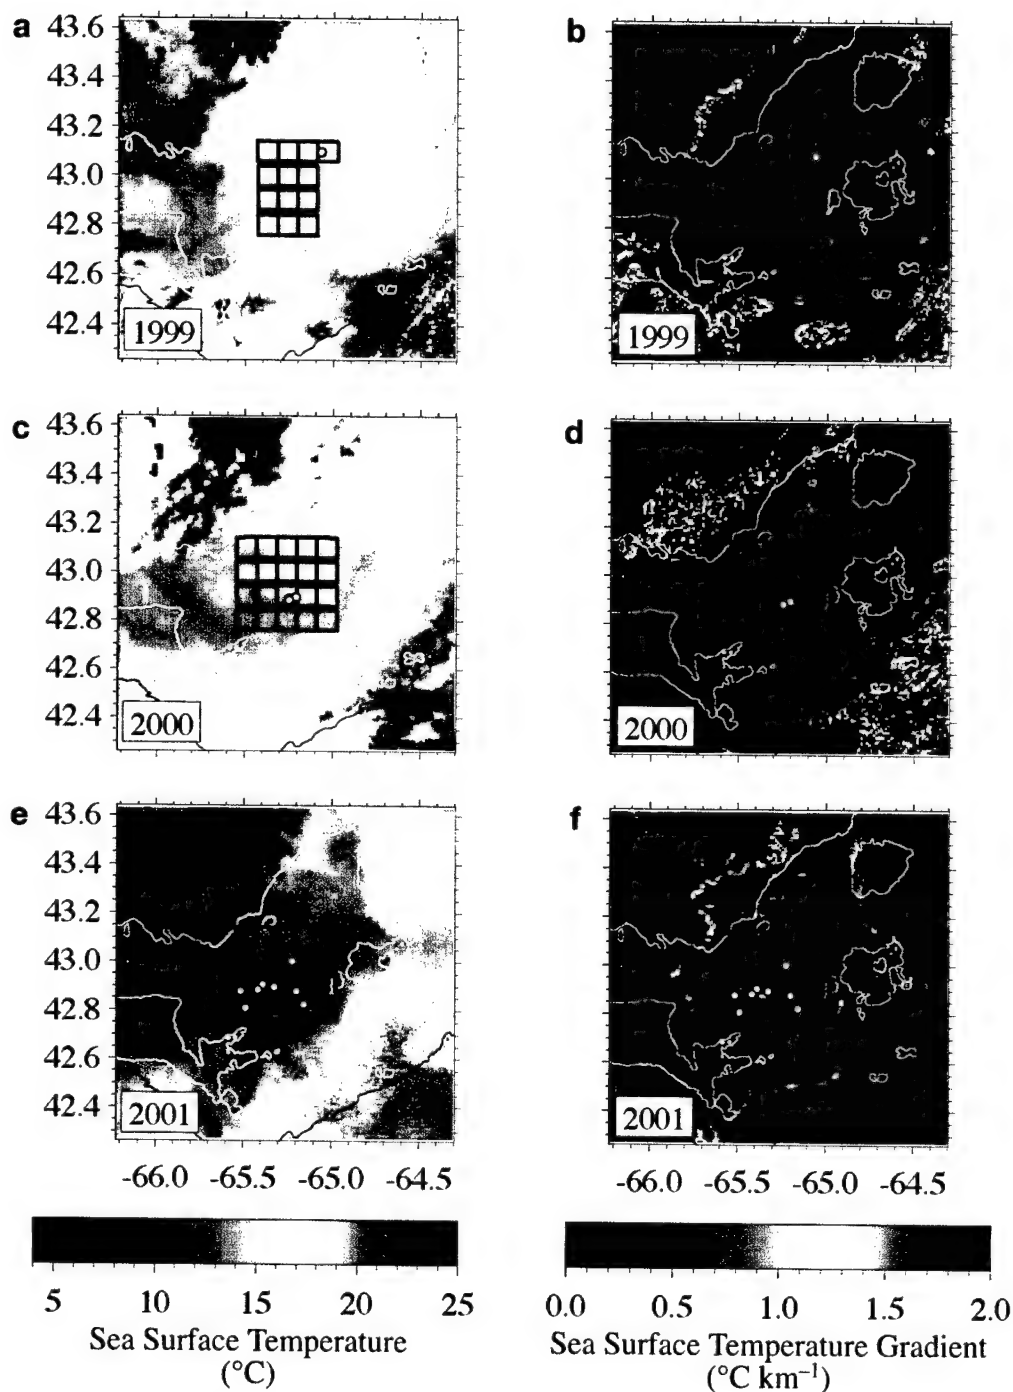 a
43.6
43.4
43.2
43.0
42.8
42.6
42.4
1999
b
1999
c
43.6
43.4
43.2
43.0
42.8
42.6
42.4
2000
d
2000
e
43.6
43.4
43.2
43.0
42.8
42.6
42.4
2001
f
2001
-66.0 -65.5 -65.0 -64.5
-66.0 -65.5 -65.0 -64.5
5 10 15 20 25
Sea Surface Temperature
(°C)
0.0 0.5 1.0 1.5 2.0
Sea Surface Temperature Gradient
(°C km⁻¹)